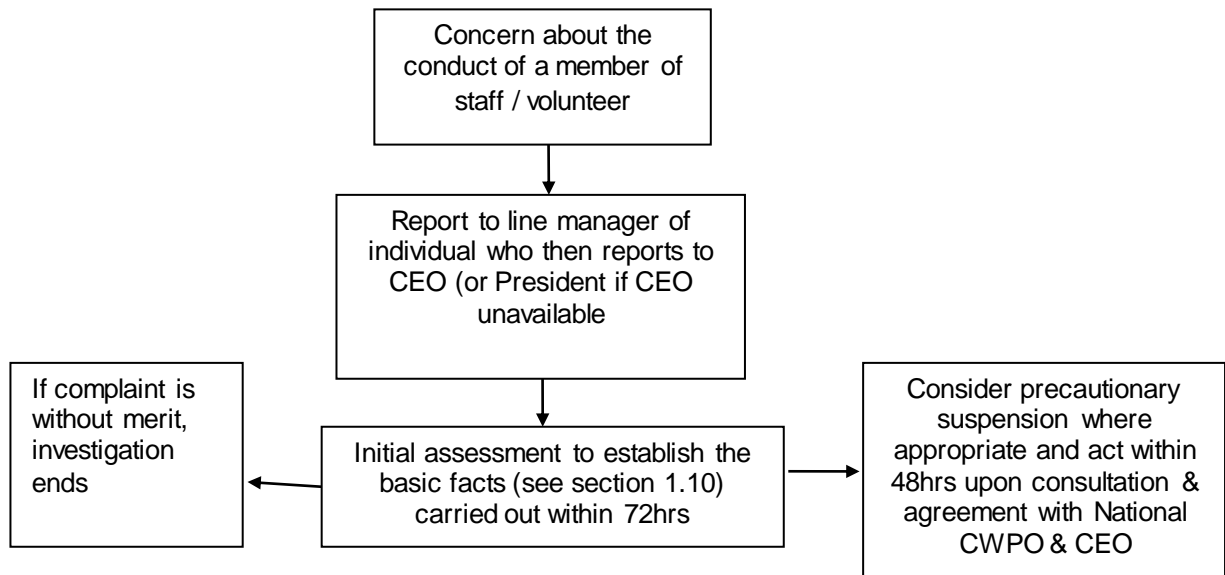 Concern about the
conduct of a member of
staff / volunteer
Report to line manager of
individual who then reports to
CEO (or President if CEO
unavailable
If complaint is
without merit,
investigation
ends
Initial assessment to establish the
basic facts (see section 1.10)
carried out within 72hrs
Consider precautionary
suspension where
appropriate and act within
48hrs upon consultation &
agreement with National
CWPO & CEO